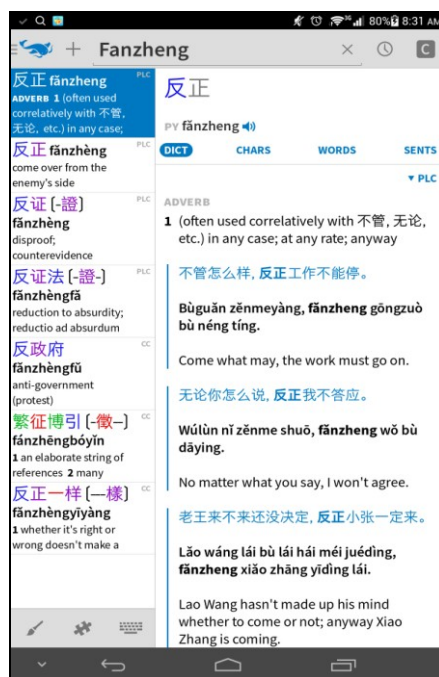 80% 8:31 AM
Fanzheng
C
反正 fǎnzheng PLC
ADVERB 1 (often used
correlatively with 不管,
无论, etc.) in any case;
反正 fǎnzhèng PLC
come over from the
enemy's side
反证 [-證] PLC
fǎnzhèng
disproof;
counterevidence
反证法 [-證-] PLC
fǎnzhèngfǎ
reduction to absurdity;
reductio ad absurdum
反政府 CC
fǎnzhèngfǔ
anti-government
(protest)
繁征博引 [-徵--] CC
fánzhēngbóyǐn
1 an elaborate string of
references 2 many
反正一样 [---樣] CC
fǎnzhèngyīyàng
1 whether it's right or
wrong doesn't make a
反正
PY fǎnzheng
DICT CHARS WORDS SENTS
▾ PLC
ADVERB
1 (often used correlatively with 不管, 无论,
etc.) in any case; at any rate; anyway
不管怎么样, 反正工作不能停。
Bùguǎn zěnmeyàng, fǎnzheng gōngzuò
bù néng tíng.
Come what may, the work must go on.
无论你怎么说, 反正我不答应。
Wúlùn nǐ zěnme shuō, fǎnzheng wǒ bù
dāying.
No matter what you say, I won't agree.
老王来不来还没决定, 反正小张一定来。
Lǎo wáng lái bù lái hái méi juédìng,
fǎnzheng xiǎo zhāng yīdìng lái.
Lao Wang hasn't made up his mind
whether to come or not; anyway Xiao
Zhang is coming.